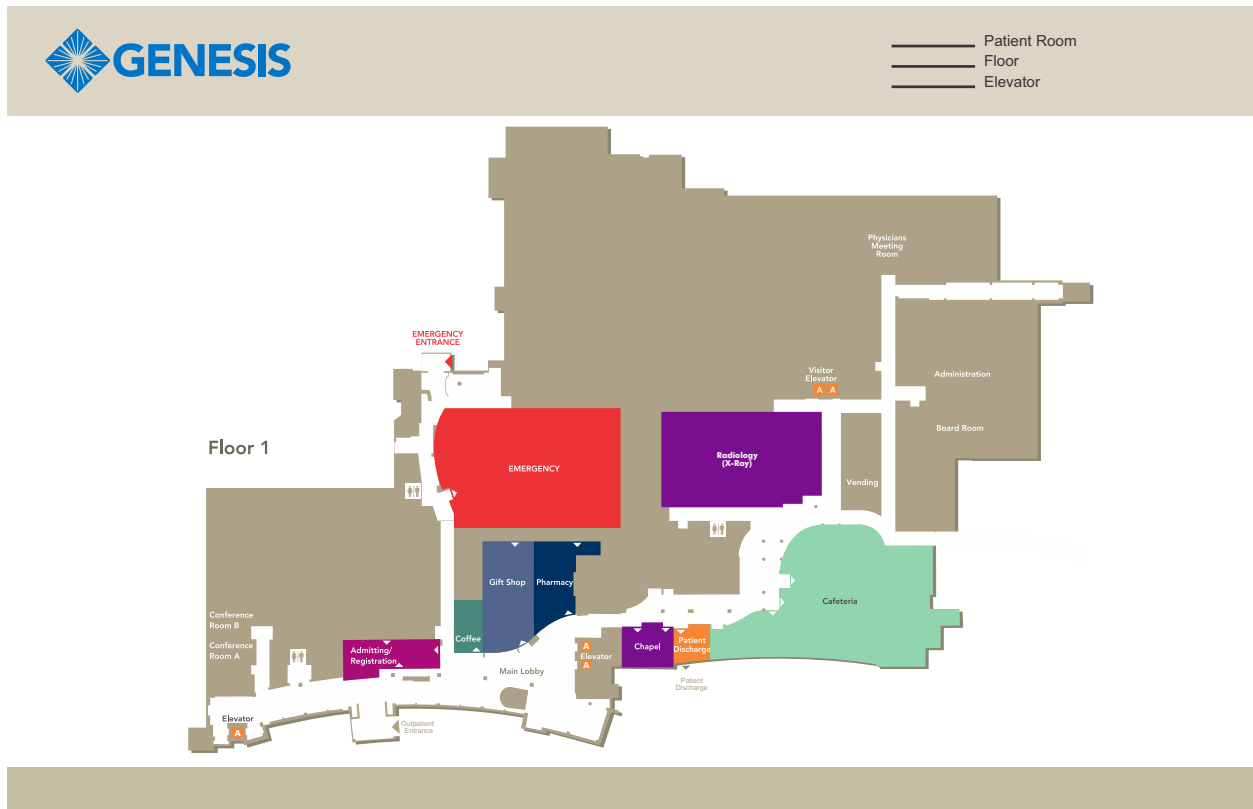 GENESIS
Patient Room
Floor
Elevator
Physicians
Meeting
Room
EMERGENCY
ENTRANCE
Visitor
Elevator
A A
Administration
Board Room
Floor 1
Radiology
(X-Ray)
EMERGENCY
Vending
Gift Shop
Pharmacy
Cafeteria
Conference
Room B
Conference
Room A
Coffee
Admitting/
Registration
A
Elevator
A
Chapel
Patient
Discharge
Main Lobby
Patient
Discharge
Elevator
A
Outpatient
Entrance